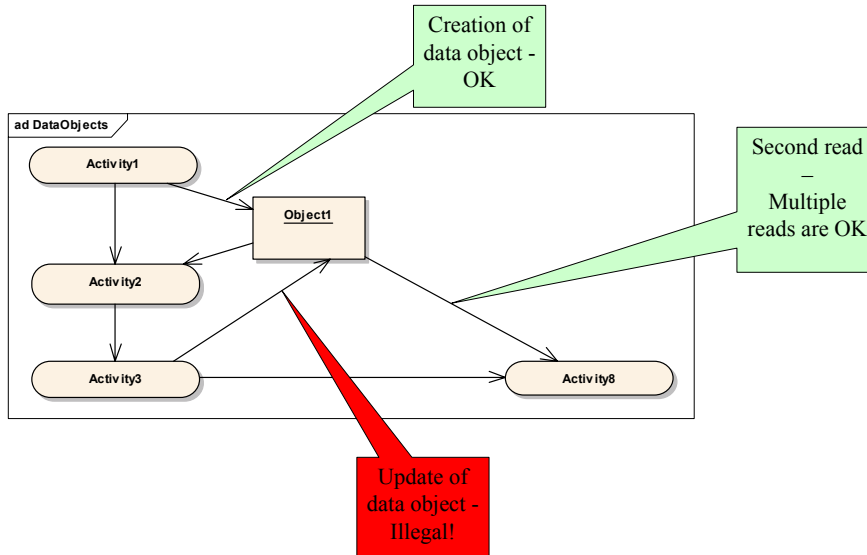 Creation of
data object -
OK
ad DataObjects
Activity1
Second read
–
Multiple
reads are OK
Object1
Activity2
Activity3
Activity8
Update of
data object -
Illegal!